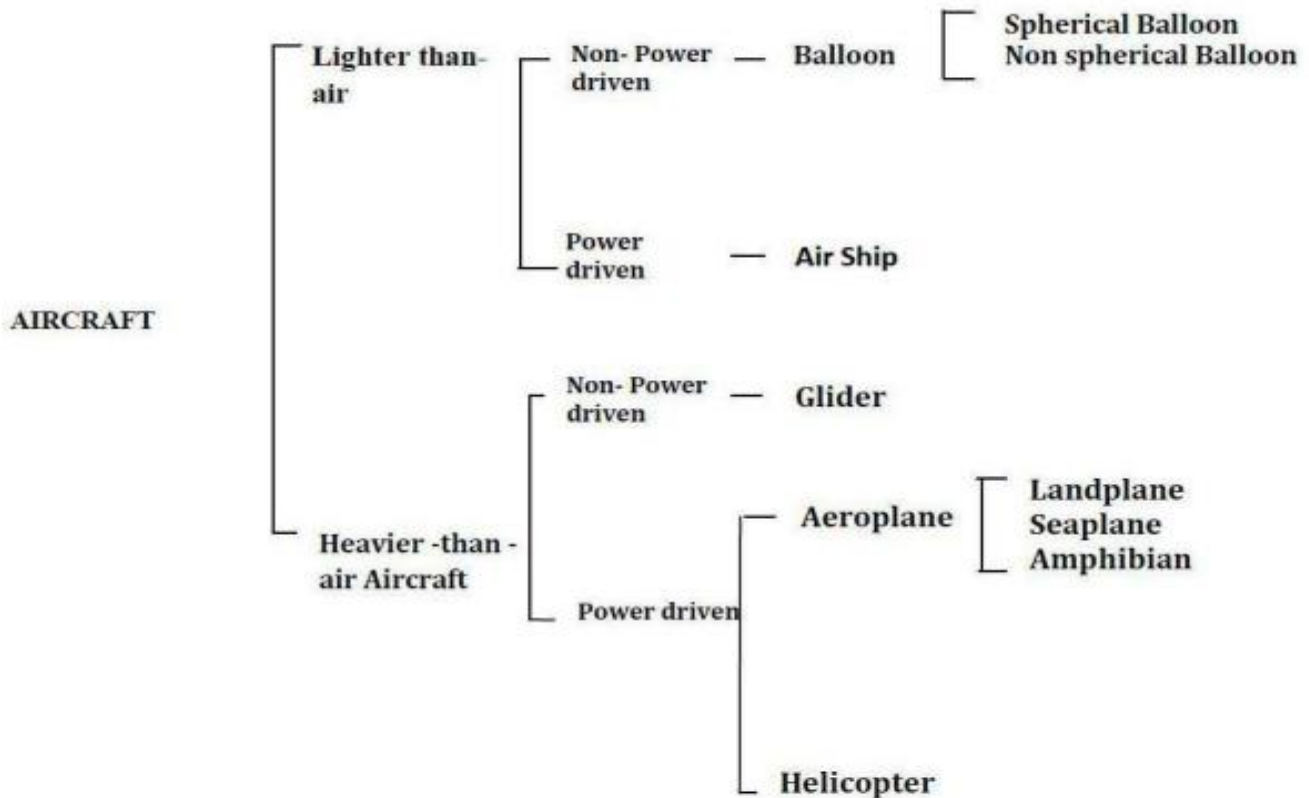 Spherical Balloon
Non spherical Balloon
Lighter than-
air
Non- Power
driven
Balloon
Power
driven
Air Ship
AIRCRAFT
Non- Power
driven
Glider
Heavier -than -
air Aircraft
Aeroplane
Landplane
Seaplane
Amphibian
Power driven
Helicopter